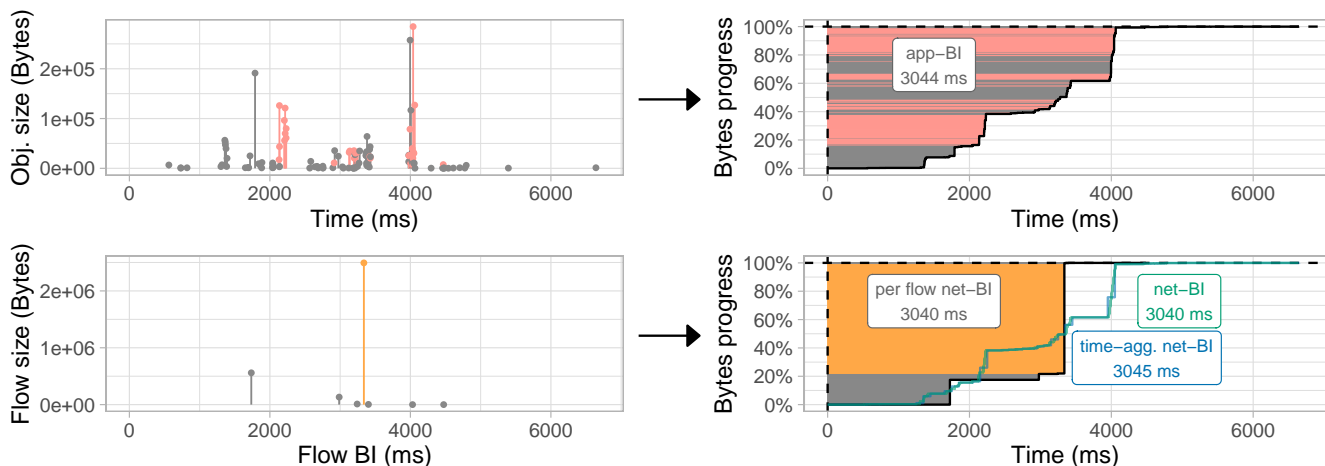 Obj. size (Bytes)
2e+05
1e+05
0e+00
0
2000
4000
6000
Time (ms)
Bytes progress
100%
80%
60%
40%
20%
0%
app−BI
3044 ms
0
2000
4000
6000
Time (ms)
Flow size (Bytes)
2e+06
1e+06
0e+00
0
2000
4000
6000
Flow BI (ms)
Bytes progress
100%
80%
60%
40%
20%
0%
per flow net−BI
3040 ms
net−BI
3040 ms
time−agg. net−BI
3045 ms
0
2000
4000
6000
Time (ms)